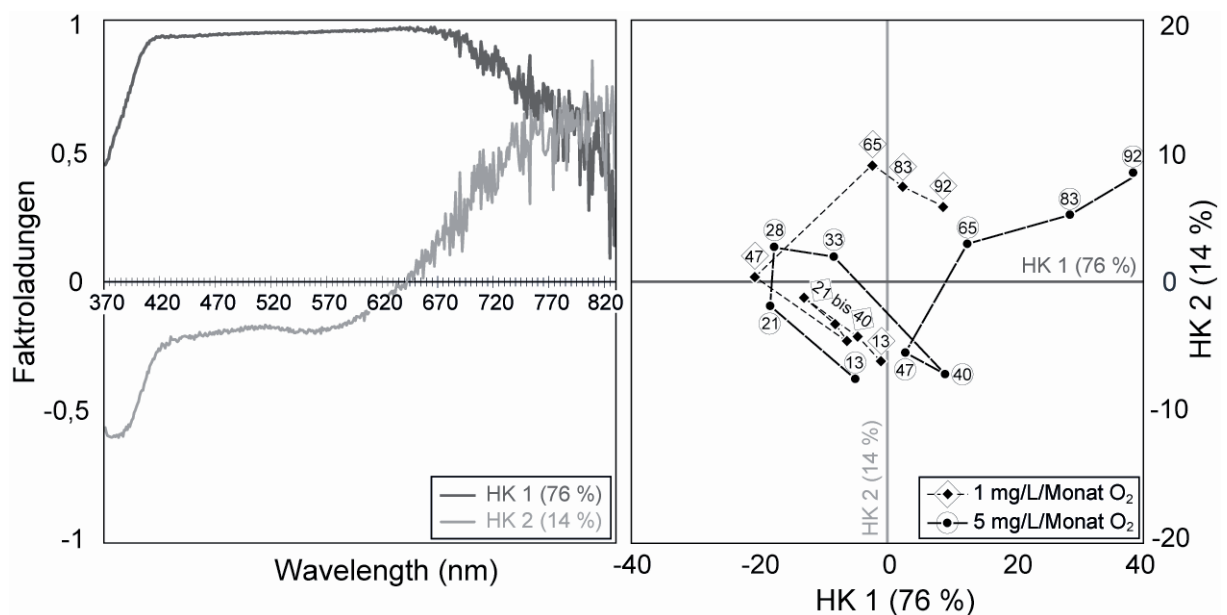 1
0,5
0
-0,5
-1
Faktroladungen
370 420 470 520 570 620 670 720 770 820
HK 1 (76 %)
HK 2 (14 %)
Wavelength (nm)
20
10
0
-10
-20
HK 2 (14 %)
65
83
92
47
21 bis 40
13
28
33
21
13
47
40
65
83
92
HK 1 (76 %)
HK 2 (14 %)
1 mg/L/Monat O₂
5 mg/L/Monat O₂
-40 -20 0 20 40
HK 1 (76 %)